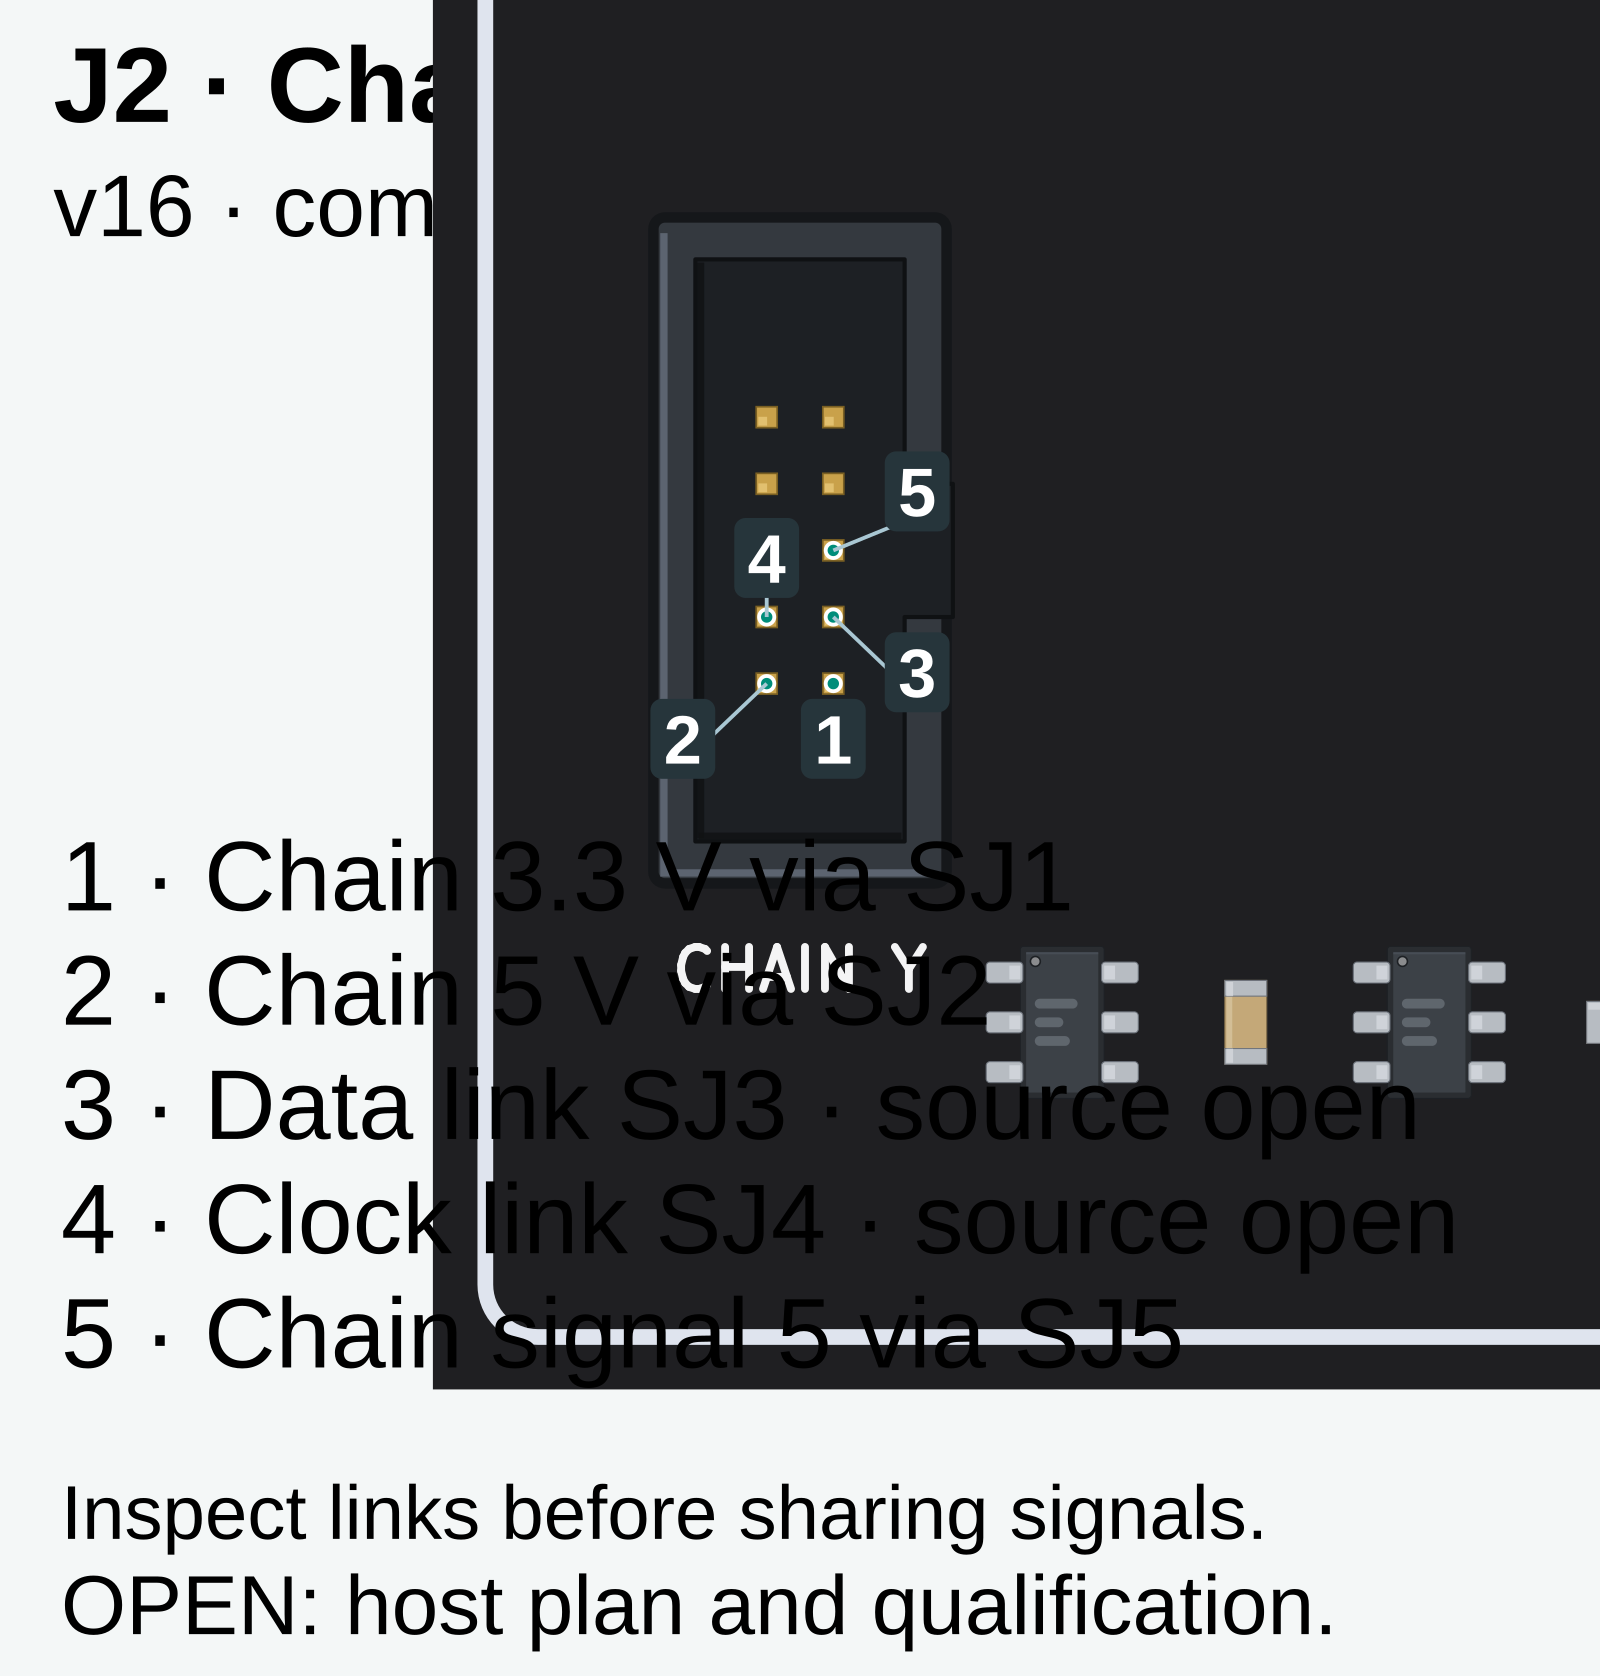 J2 · Cha
v16 · com
5
4
3
2
1
1 · Chain 3.3 V via SJ1
CHAIN Y
2 · Chain 5 V via SJ2
3 · Data link SJ3 · source open
4 · Clock link SJ4 · source open
5 · Chain signal 5 via SJ5
Inspect links before sharing signals.
OPEN: host plan and qualification.